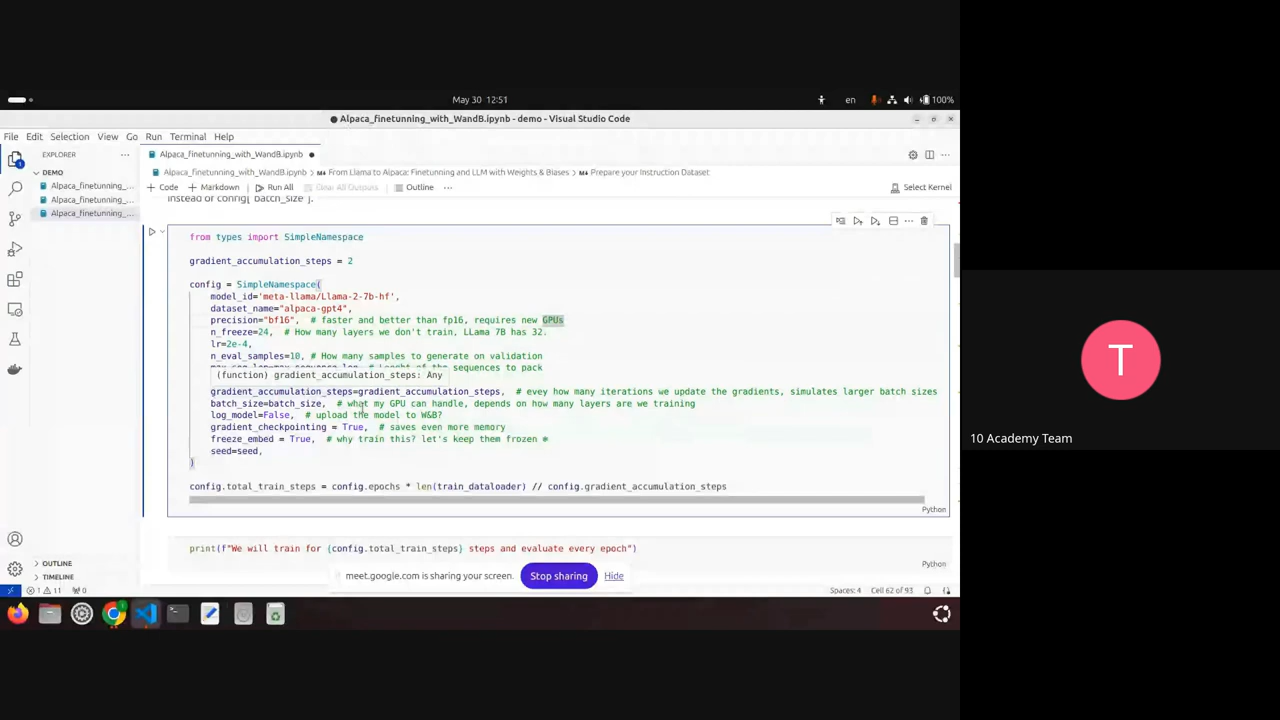 May 30 12:51
en
100%
Alpaca_finetunning_with_WandB.ipynb - demo - Visual Studio Code
File Edit Selection View Go Run Terminal Help
EXPLORER
Alpaca_finetunning_with_WandB.ipynb
DEMO
Alpaca_finetunning_...
Alpaca_finetunning_...
Alpaca_finetunning_...
Alpaca_finetunning_with_WandB.ipynb > From Llama to Alpaca: Finetunning and LLM with Weights & Biases > Prepare your Instruction Dataset
Code Markdown Run All Clear All Outputs Outline
Select Kernel
instead of config["batch_size"].
from types import SimpleNamespace
gradient_accumulation_steps = 2
config = SimpleNamespace(
model_id='meta-llama/Llama-2-7b-hf',
dataset_name="alpaca-gpt4",
precision="bf16", # faster and better than fp16, requires new GPUs
n_freeze=24, # How many layers we don't train, LLama 7B has 32.
lr=2e-4,
n_eval_samples=10, # How many samples to generate on validation
of the sequences to pack
(function) gradient_accumulation_steps: Any
gradient_accumulation_steps=gradient_accumulation_steps, # evey how many iterations we update the gradients, simulates larger batch sizes
batch_size=batch_size, # what my GPU can handle, depends on how many layers are we training
log_model=False, # upload the model to W&B?
gradient_checkpointing = True, # saves even more memory
freeze_embed = True, # why train this? let's keep them frozen ❄
seed=seed,
)
config.total_train_steps = config.epochs * len(train_dataloader) // config.gradient_accumulation_steps
Python
print(f"We will train for {config.total_train_steps} steps and evaluate every epoch")
Python
OUTLINE
TIMELINE
meet.google.com is sharing your screen. Stop sharing Hide
1 11 0
Spaces: 4 Cell 62 of 93
T
10 Academy Team